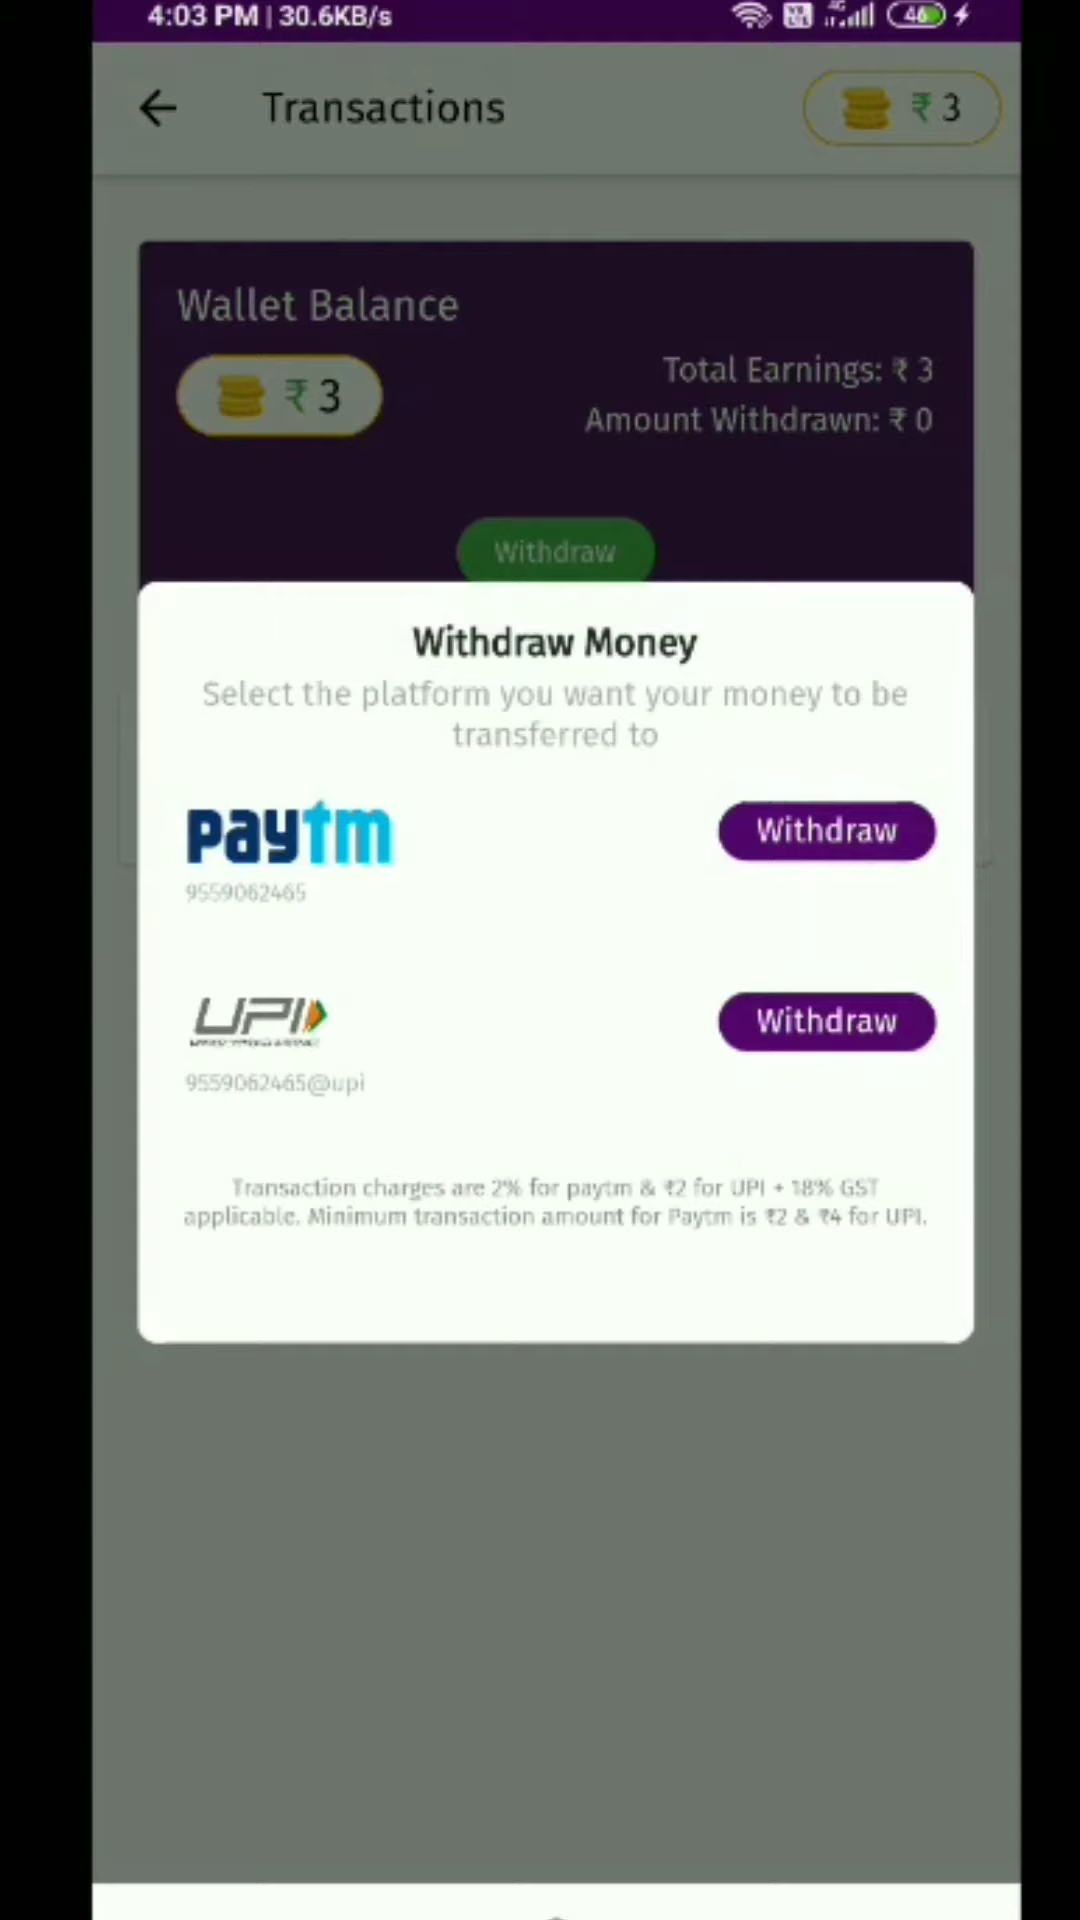 4:03 PM | 30.6KB/s
4G
46
Transactions
₹ 3
Wallet Balance
₹ 3
Total Earnings: ₹ 3
Amount Withdrawn: ₹ 0
Withdraw
Withdraw Money
Select the platform you want your money to be
transferred to
paytm
Withdraw
9559062465
UPI
Withdraw
9559062465@upi
Transaction charges are 2% for paytm & ₹2 for UPI + 18% GST
applicable. Minimum transaction amount for Paytm is ₹2 & ₹4 for UPI.